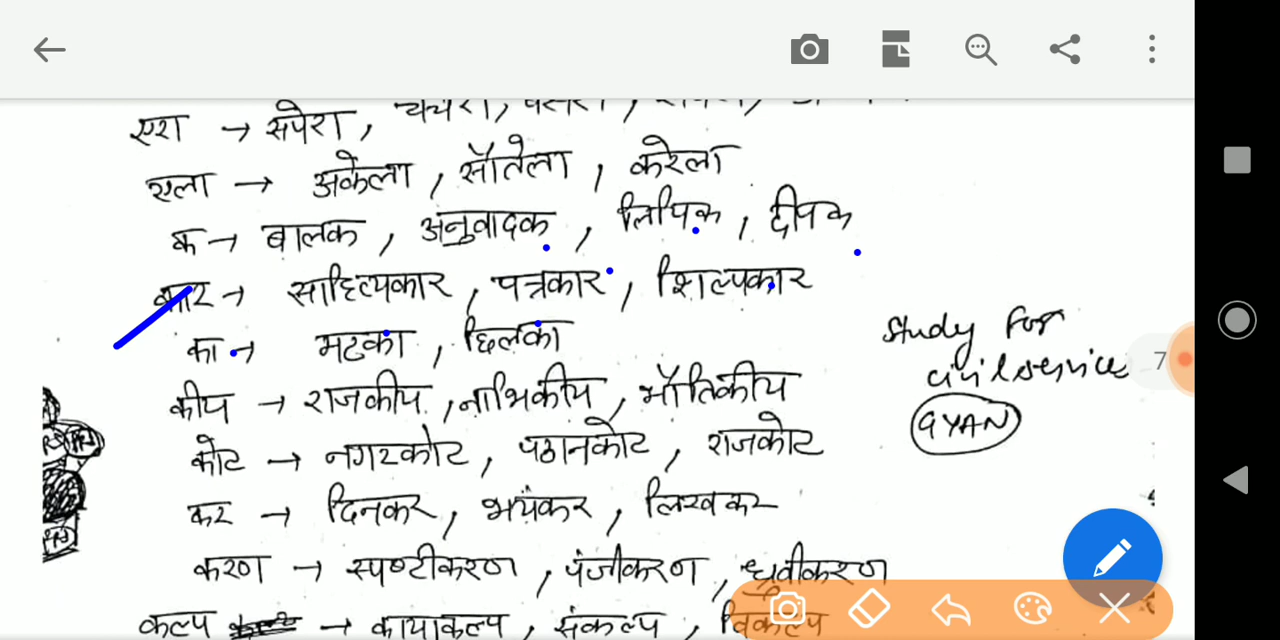 एरा → सपेरा,
एला → अकेला, सौतेला, करेला
क → बालक, अनुवादक, लिपिक, दीपक
कार → साहित्यकार, पत्रकार, शिल्पकार
का → मटका, छिलका
कीय → राजकीय, नाभिकीय, भौतिकीय
कोट → नगरकोट, पठानकोट, राजकोट
कर → दिनकर, भयंकर, लिखकर
करण → स्पष्टीकरण, पंजीकरण, ध्रुवीकरण
कल्प → कायाकल्प, संकल्प, विकल्प
Study for
civil service
GYAN
7